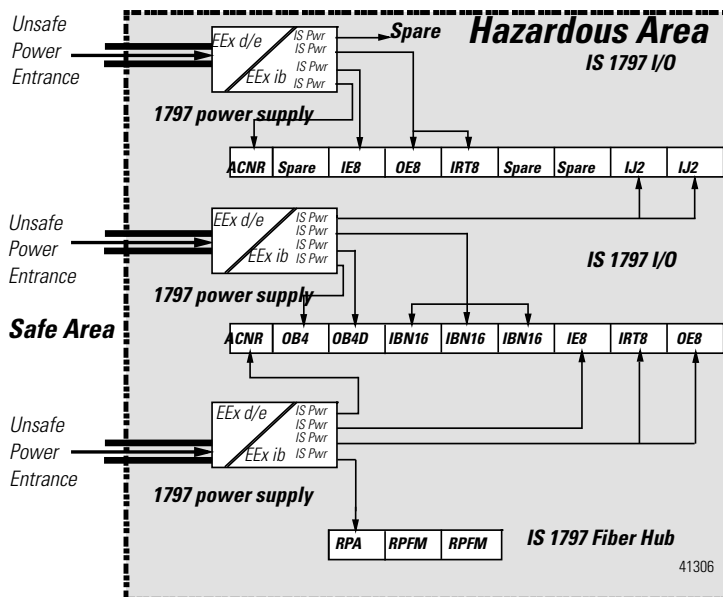 Unsafe
Power
Entrance
EEx d/e
EEx ib
IS Pwr
IS Pwr
IS Pwr
IS Pwr
Spare
Hazardous Area
IS 1797 I/O
1797 power supply
ACNR Spare IE8 OE8 IRT8 Spare Spare IJ2 IJ2
Unsafe
Power
Entrance
EEx d/e
EEx ib
IS Pwr
IS Pwr
IS Pwr
IS Pwr
IS 1797 I/O
1797 power supply
Safe Area
ACNR OB4 OB4D IBN16 IBN16 IBN16 IE8 IRT8 OE8
Unsafe
Power
Entrance
EEx d/e
EEx ib
IS Pwr
IS Pwr
IS Pwr
IS Pwr
1797 power supply
RPA RPFM RPFM
IS 1797 Fiber Hub
41306